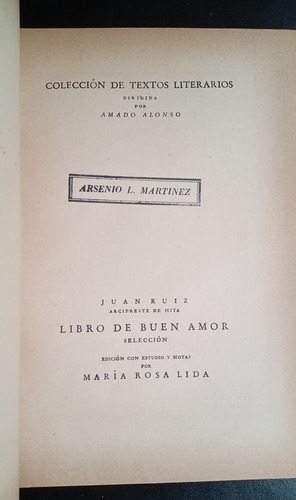 COLECCIÓN DE TEXTOS LITERARIOS
DIRIGIDA
POR
AMADO ALONSO
ARSENIO L. MARTINEZ
JUAN RUIZ
ARCIPRESTE DE HITA
LIBRO DE BUEN AMOR
SELECCIÓN
EDICIÓN CON ESTUDIO Y NOTAS
POR
MARÍA ROSA LIDA